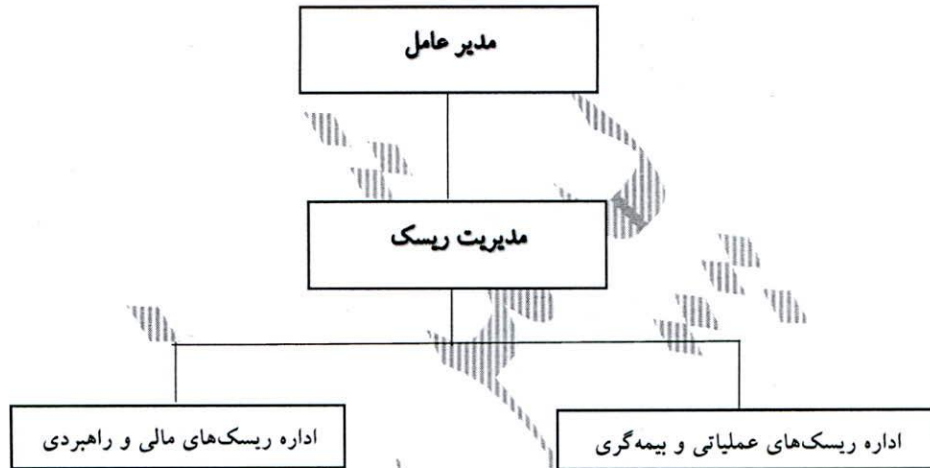 مدیر عامل
مدیریت ریسک
اداره ریسک‌های عملیاتی و بیمه‌گری
اداره ریسک‌های مالی و راهبردی